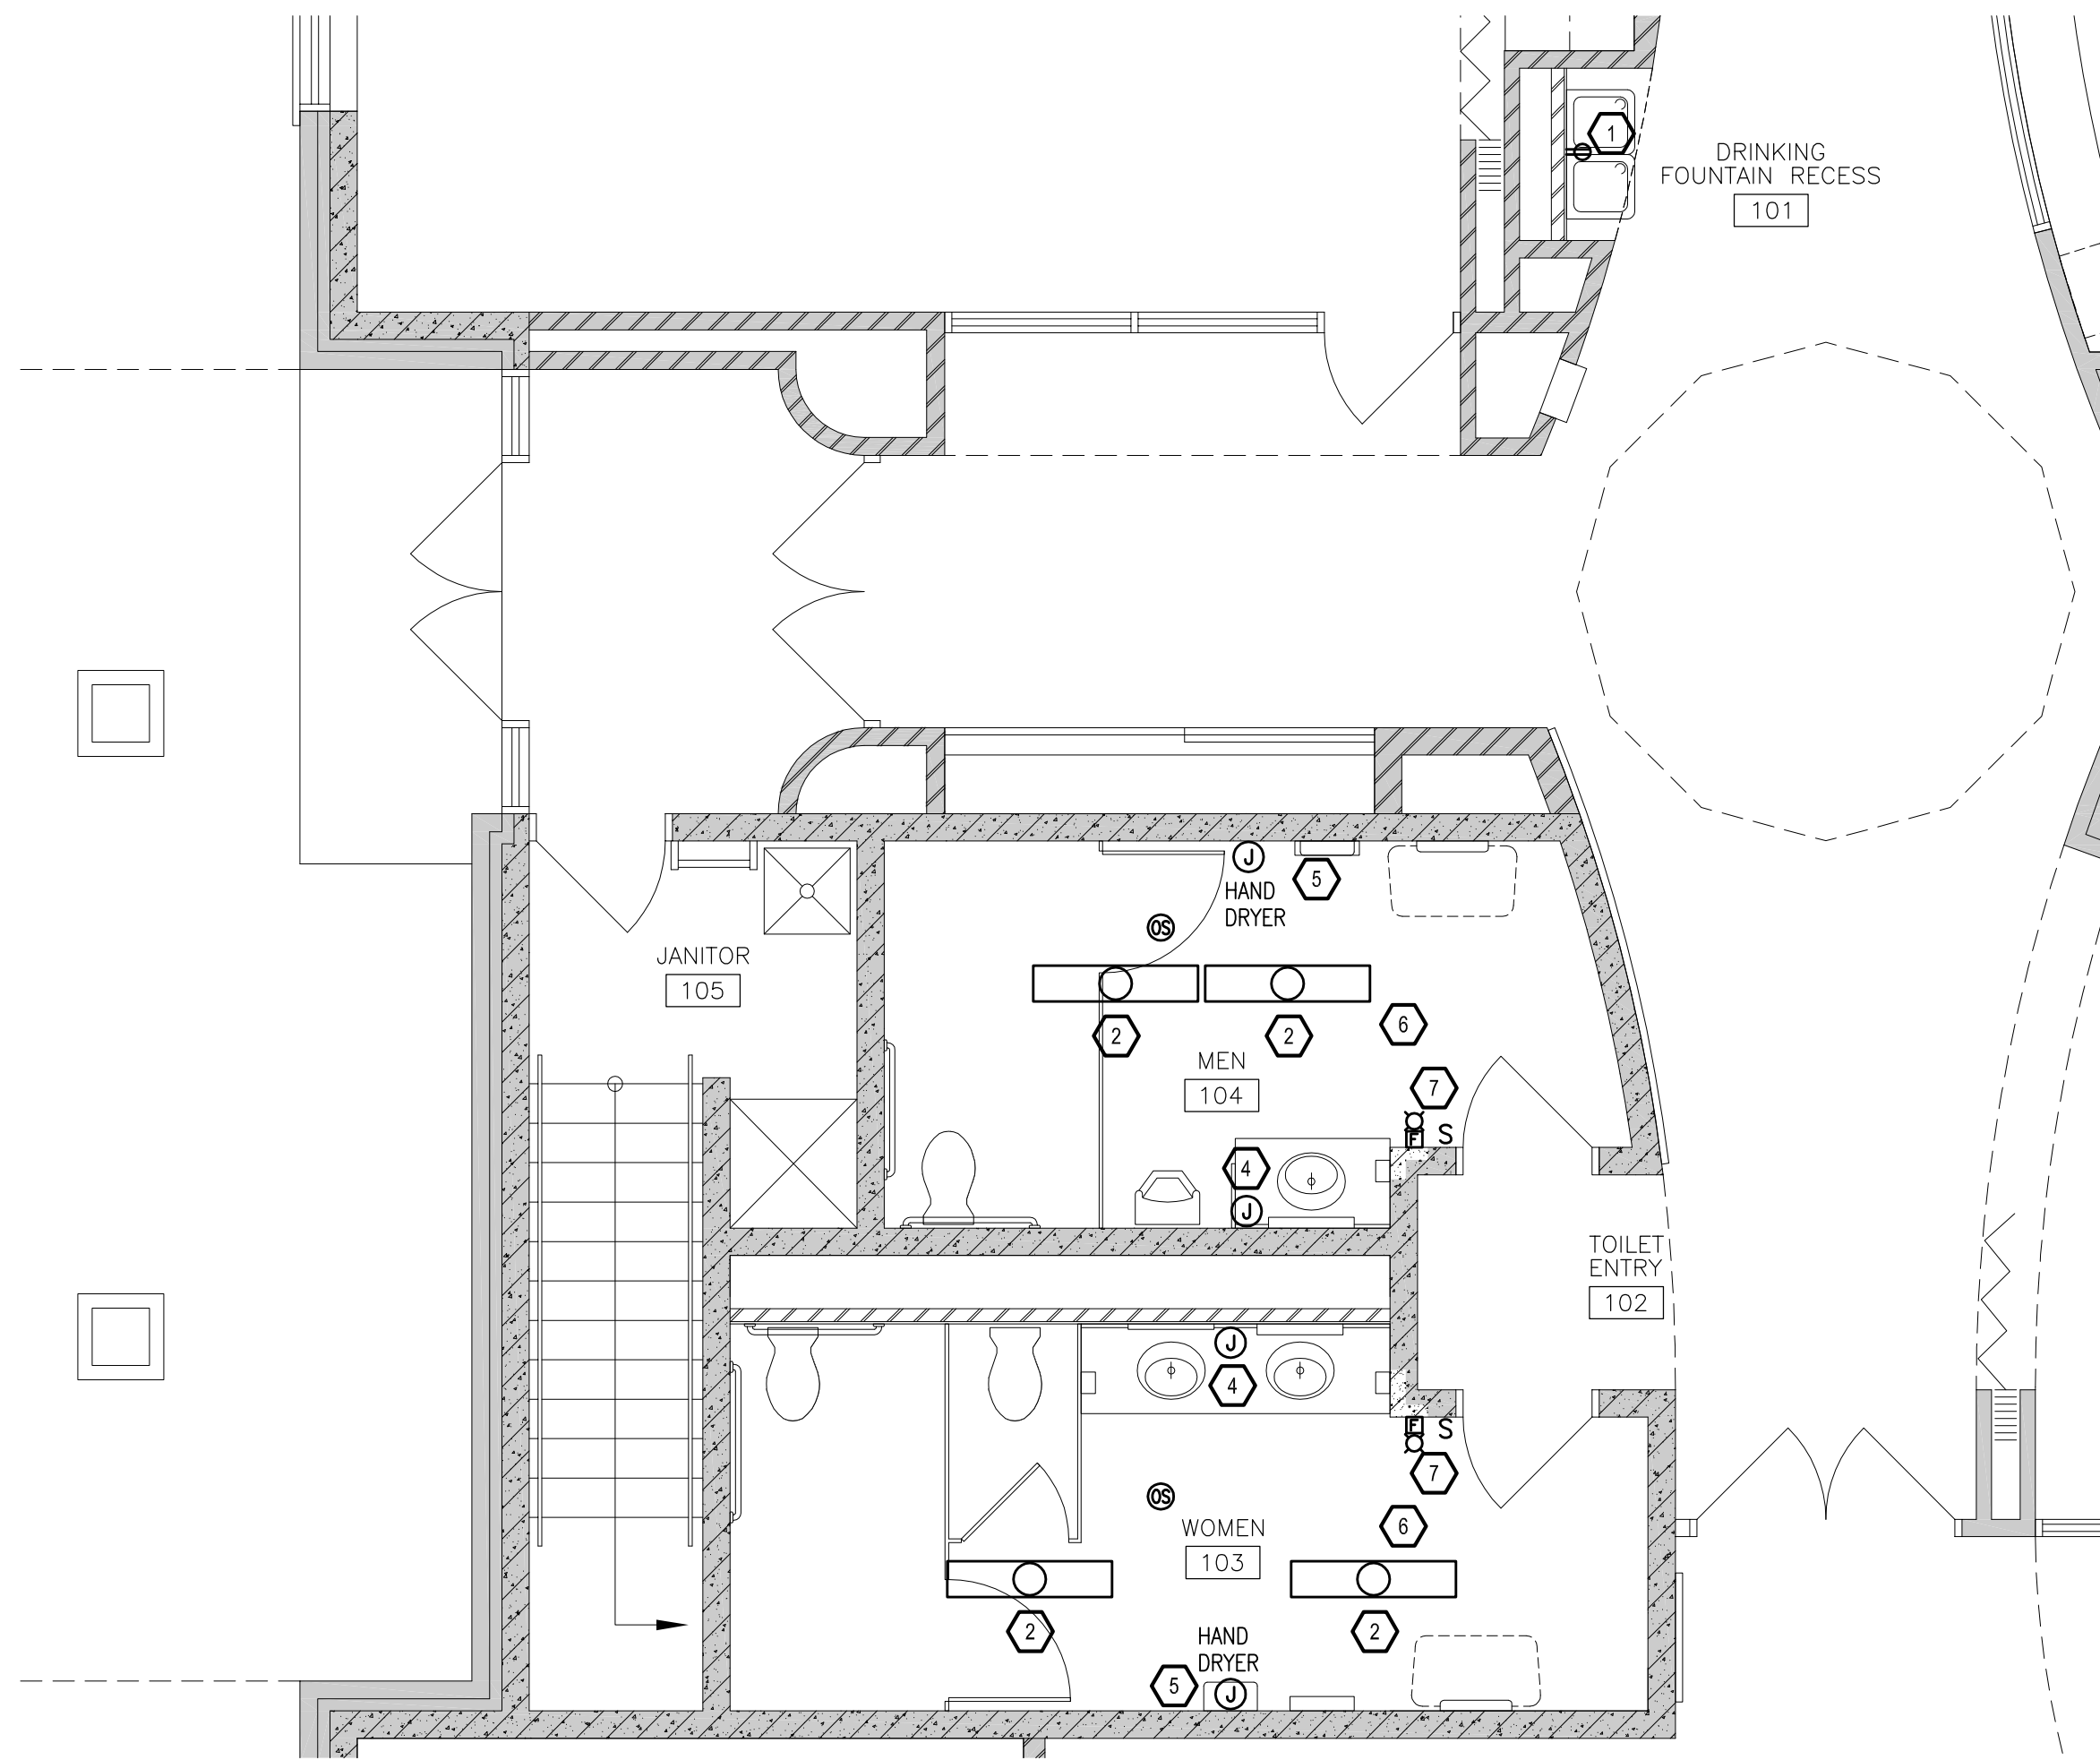 1
DRINKING
FOUNTAIN RECESS
101
J
5
HAND
DRYER
OS
JANITOR
105
2
2
6
MEN
104
7
F S
4
J
TOILET
ENTRY
102
J
4
F S
7
OS
6
WOMEN
103
2
2
HAND
DRYER
5
J